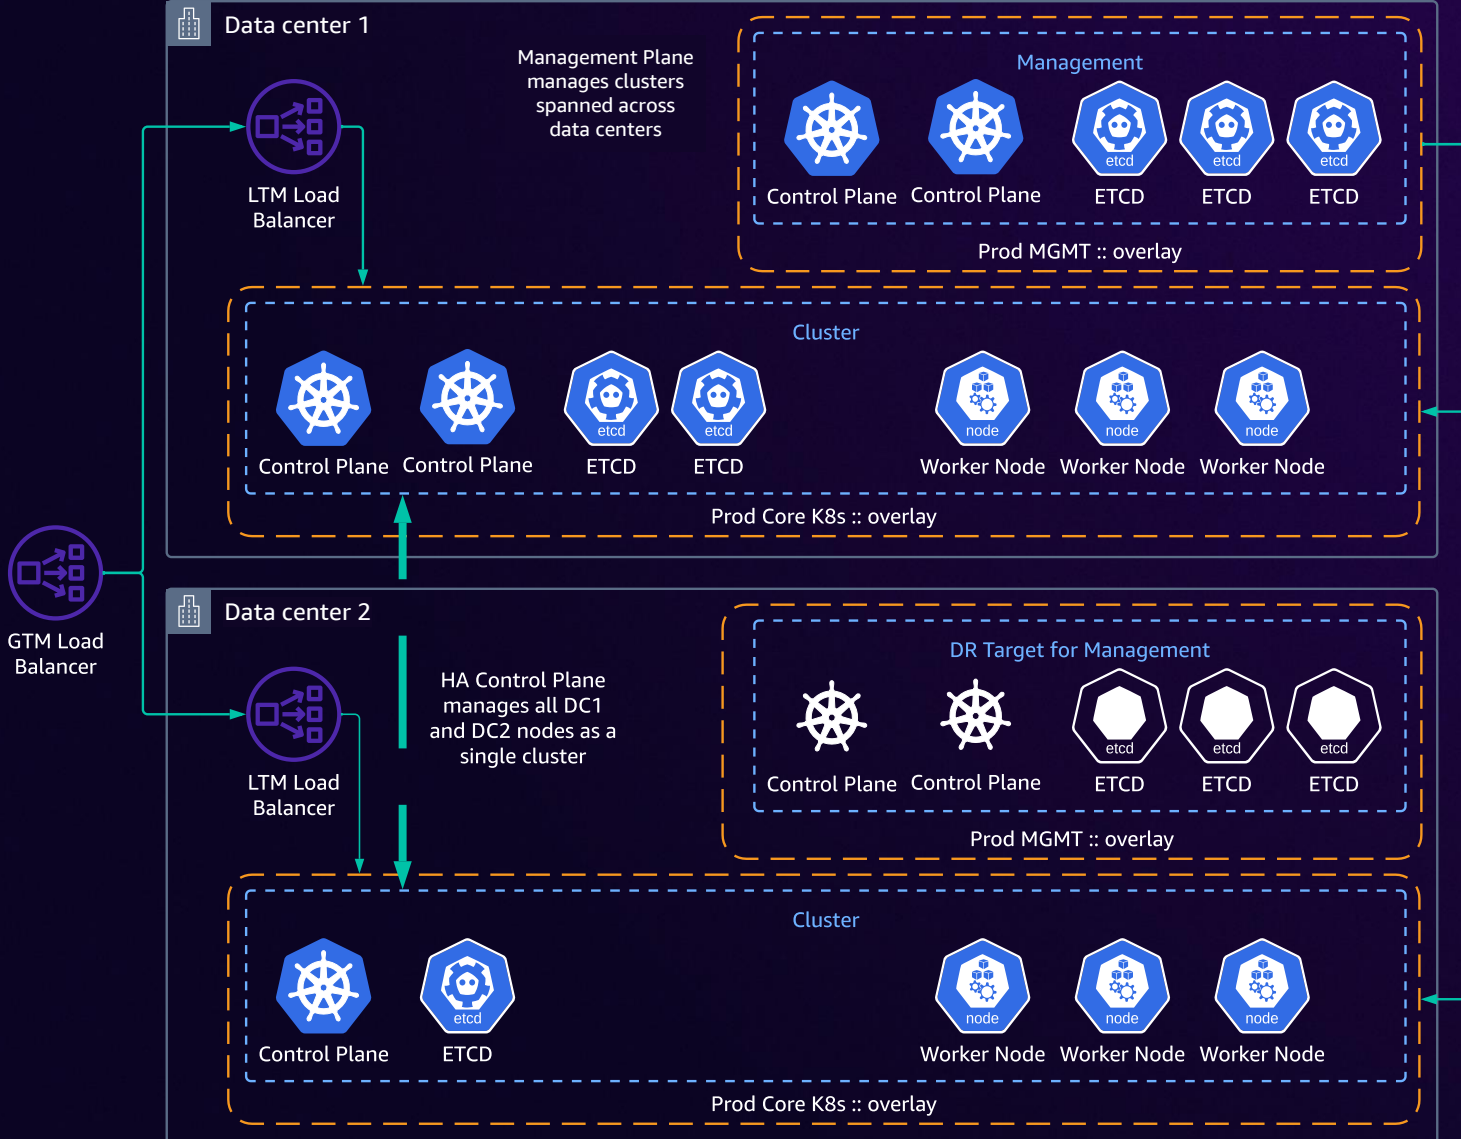 Data center 1
Management Plane
manages clusters
spanned across
data centers
LTM Load
Balancer
Management
etcd
etcd
etcd
Control Plane
Control Plane
ETCD
ETCD
ETCD
Prod MGMT :: overlay
Cluster
etcd
etcd
node
node
node
Control Plane
Control Plane
ETCD
ETCD
Worker Node
Worker Node
Worker Node
Prod Core K8s :: overlay
GTM Load
Balancer
Data center 2
HA Control Plane
manages all DC1
and DC2 nodes as a
single cluster
LTM Load
Balancer
DR Target for Management
etcd
etcd
etcd
Control Plane
Control Plane
ETCD
ETCD
ETCD
Prod MGMT :: overlay
Cluster
etcd
node
node
node
Control Plane
ETCD
Worker Node
Worker Node
Worker Node
Prod Core K8s :: overlay